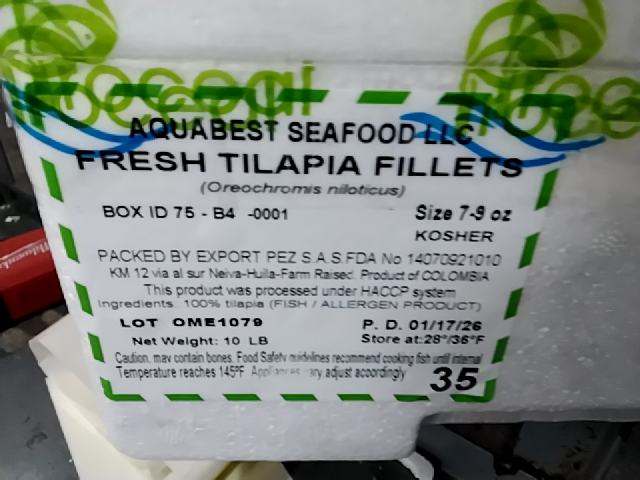 AQUABEST SEAFOOD LLC
FRESH TILAPIA FILLETS
(Oreochromis niloticus)
BOX ID 75 - B4 -0001
Size 7-9 oz
KOSHER
PACKED BY EXPORT PEZ S.A.S.FDA No 14070921010
KM 12 via al sur Neiva-Huila-Farm Raised. Product of COLOMBIA
This product was processed under HACCP system
Ingredients: 100% tilapia (FISH / ALLERGEN PRODUCT)
LOT OME1079
P. D. 01/17/26
Net Weight: 10 LB
Store at:28°/36°F
Caution, may contain bones. Food Safety guidelines recommend cooking fish until internal
Temperature reaches 145ºF adjust accordingly
35